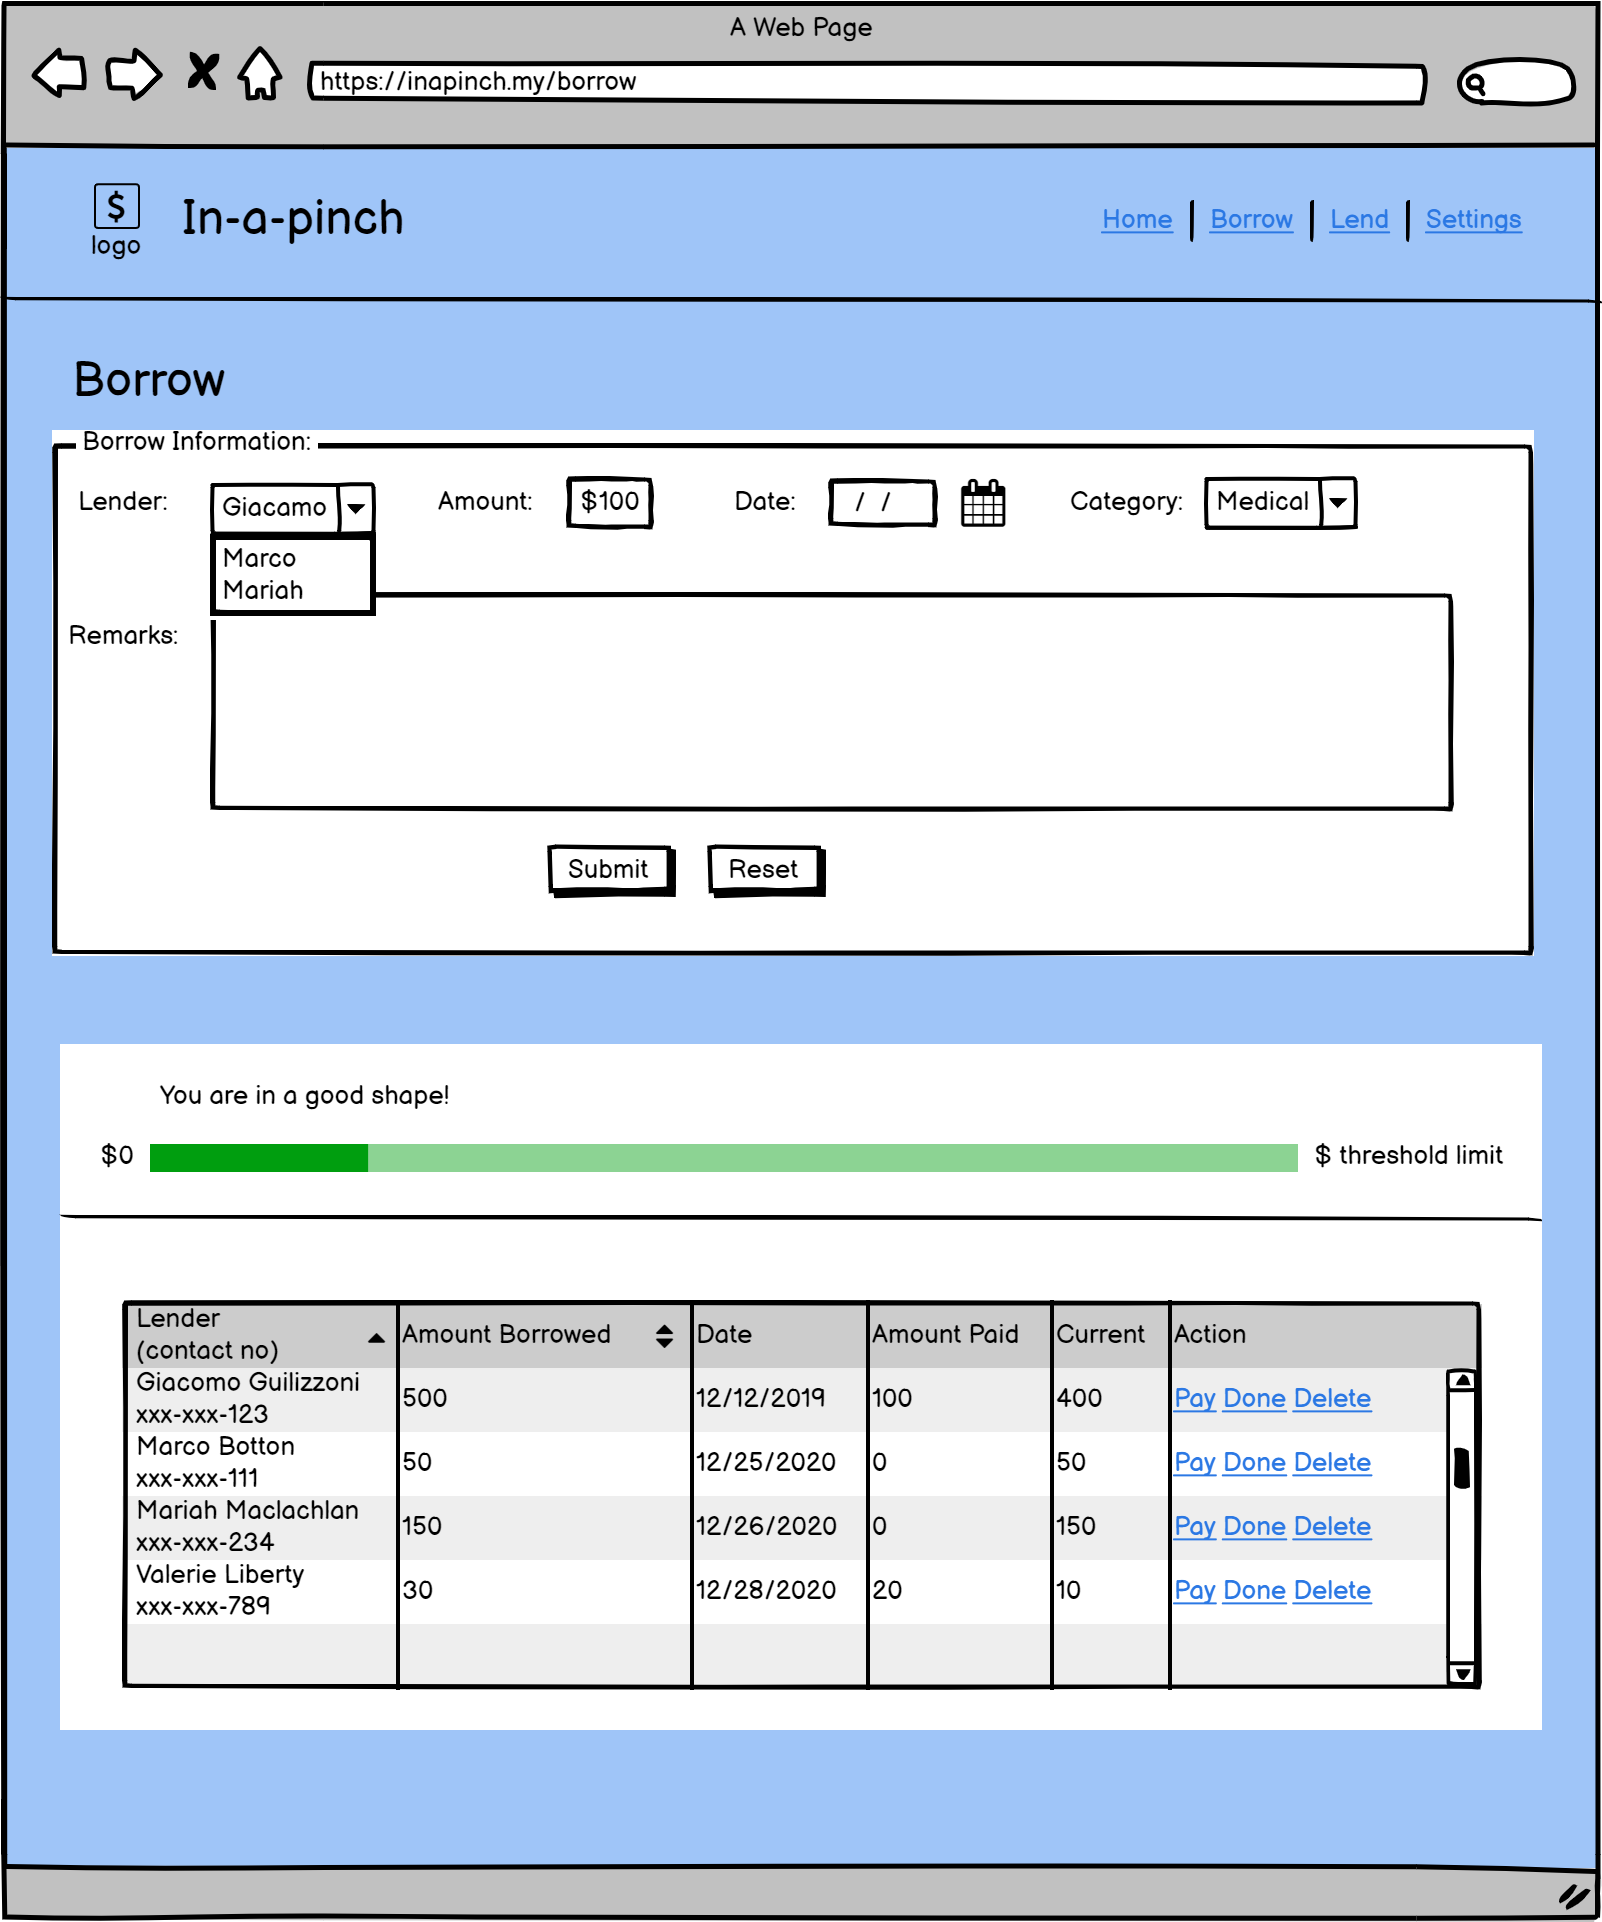 A Web Page
https://inapinch.my/borrow
$
logo
In-a-pinch
Home Borrow Lend Settings
Borrow
Borrow Information:
Lender: Giacamo Amount: $100 Date: / / Category: Medical
Marco
Mariah
Remarks:
Submit Reset
You are in a good shape!
$0 $ threshold limit
Lender
(contact no) Amount Borrowed Date Amount Paid Current Action
Giacomo Guilizzoni
xxx-xxx-123 500 12/12/2019 100 400 Pay Done Delete
Marco Botton
xxx-xxx-111 50 12/25/2020 0 50 Pay Done Delete
Mariah Maclachlan
xxx-xxx-234 150 12/26/2020 0 150 Pay Done Delete
Valerie Liberty
xxx-xxx-789 30 12/28/2020 20 10 Pay Done Delete